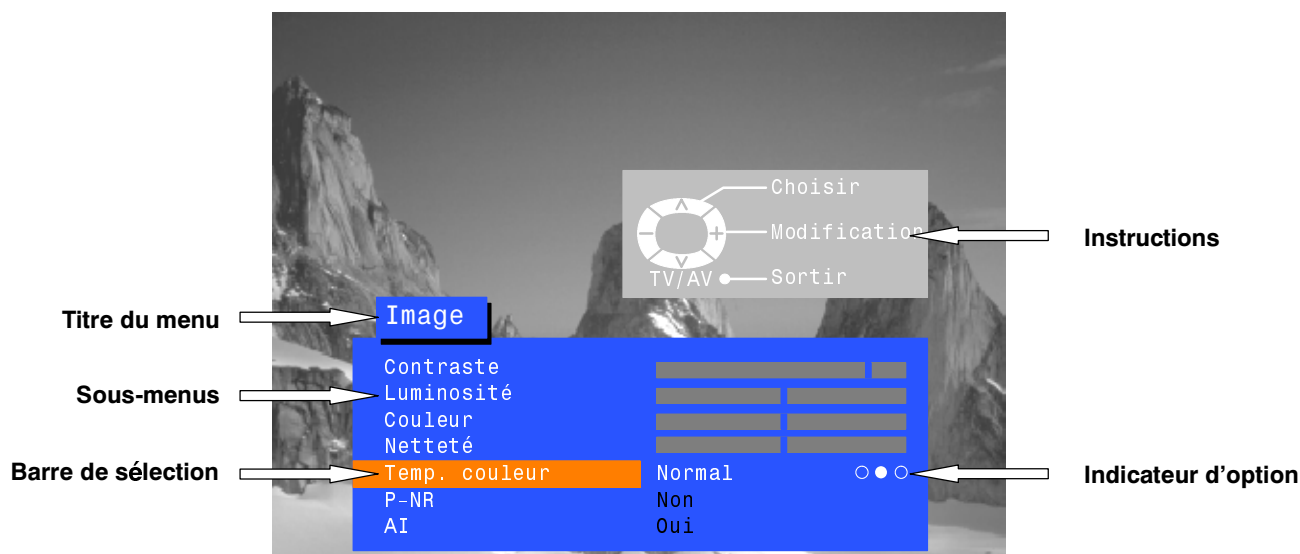 Choisir
Modification
TV/AV Sortir
Instructions
Titre du menu
Image
Contraste
Sous-menus
Luminosité
Couleur
Netteté
Barre de sélection
Temp. couleur Normal
Indicateur d’option
P-NR Non
AI Oui